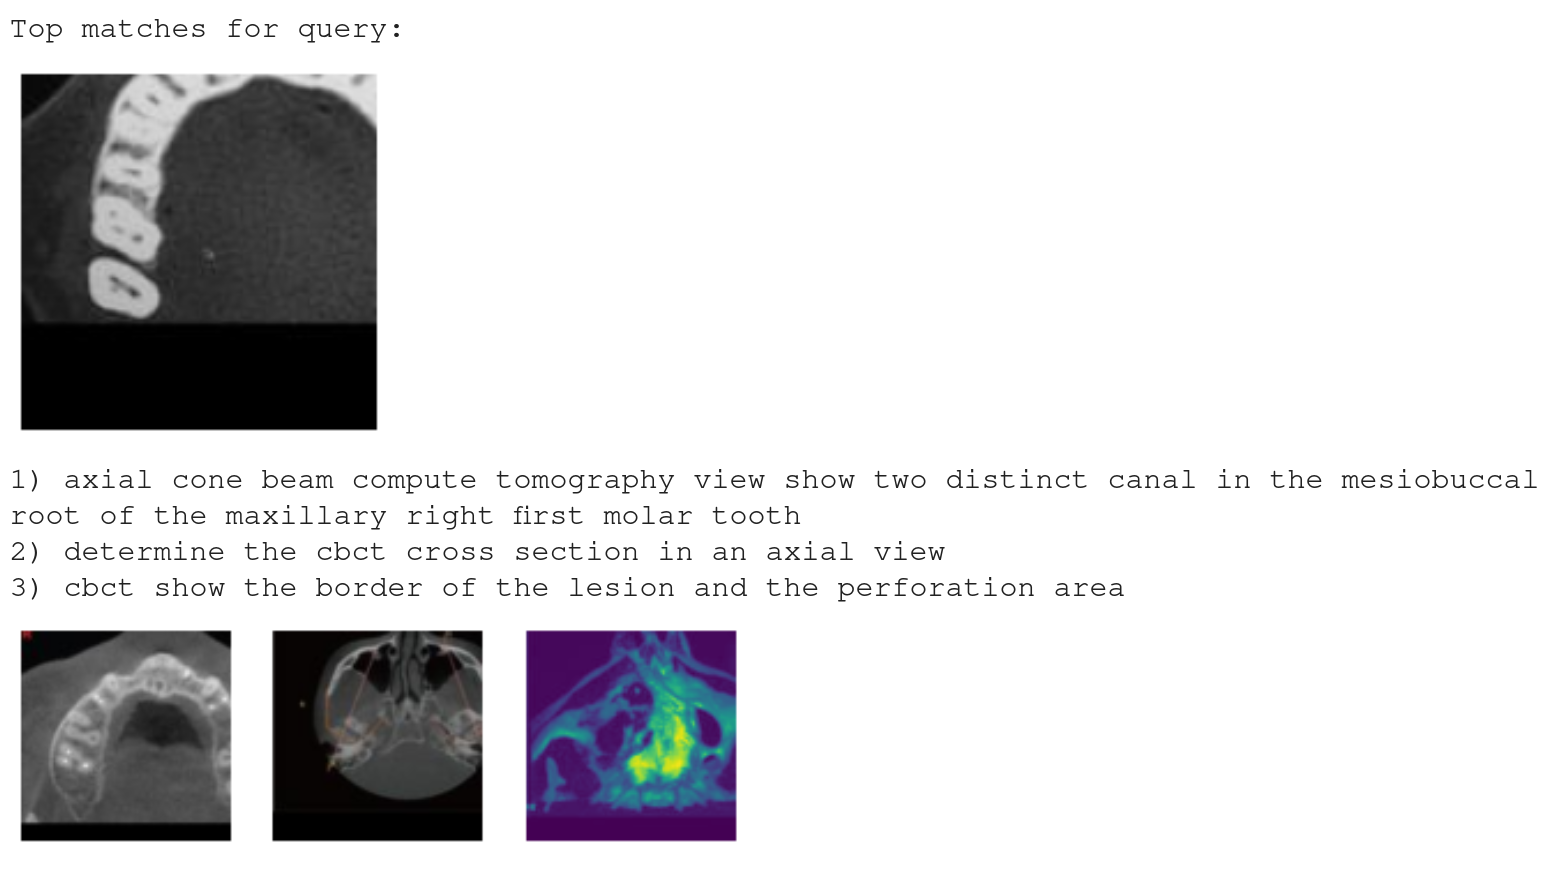 Top matches for query:
1) axial cone beam compute tomography view show two distinct canal in the mesiobuccal
root of the maxillary right first molar tooth
2) determine the cbct cross section in an axial view
3) cbct show the border of the lesion and the perforation area